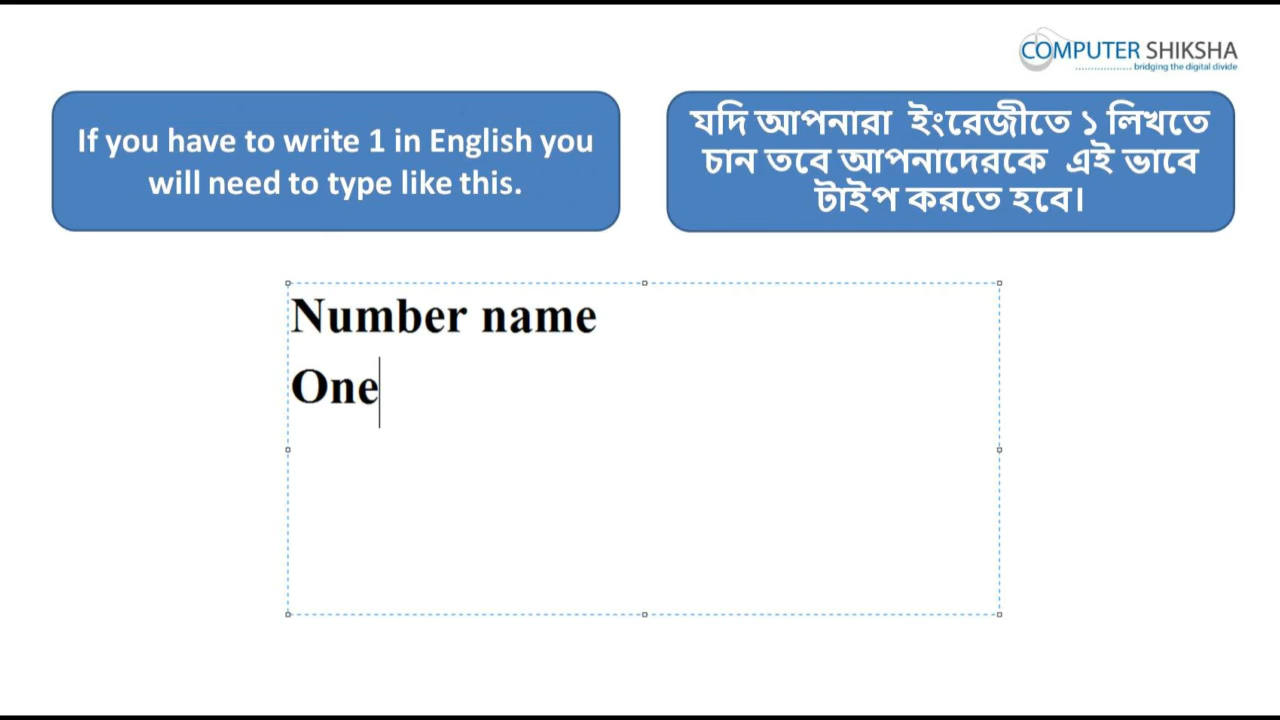 COMPUTER SHIKSHA
bridging the digital divide
If you have to write 1 in English you
will need to type like this.
যদি আপনারা ইংরেজীতে ১ লিখতে
চান তবে আপনাদেরকে এই ভাবে
টাইপ করতে হবে।
Number name
One